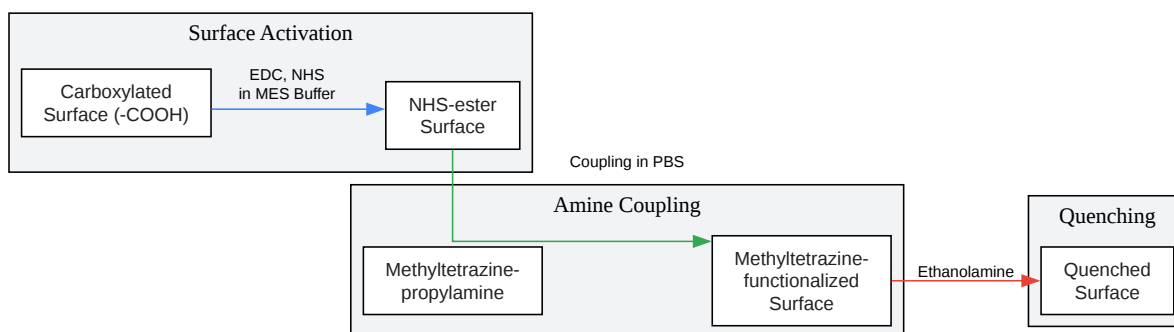 Surface Activation
Carboxylated
Surface (-COOH)
EDC, NHS
in MES Buffer
NHS-ester
Surface
Coupling in PBS
Amine Coupling
Methyltetrazine-
propylamine
Methyltetrazine-
functionalized
Surface
Ethanolamine
Quenching
Quenched
Surface